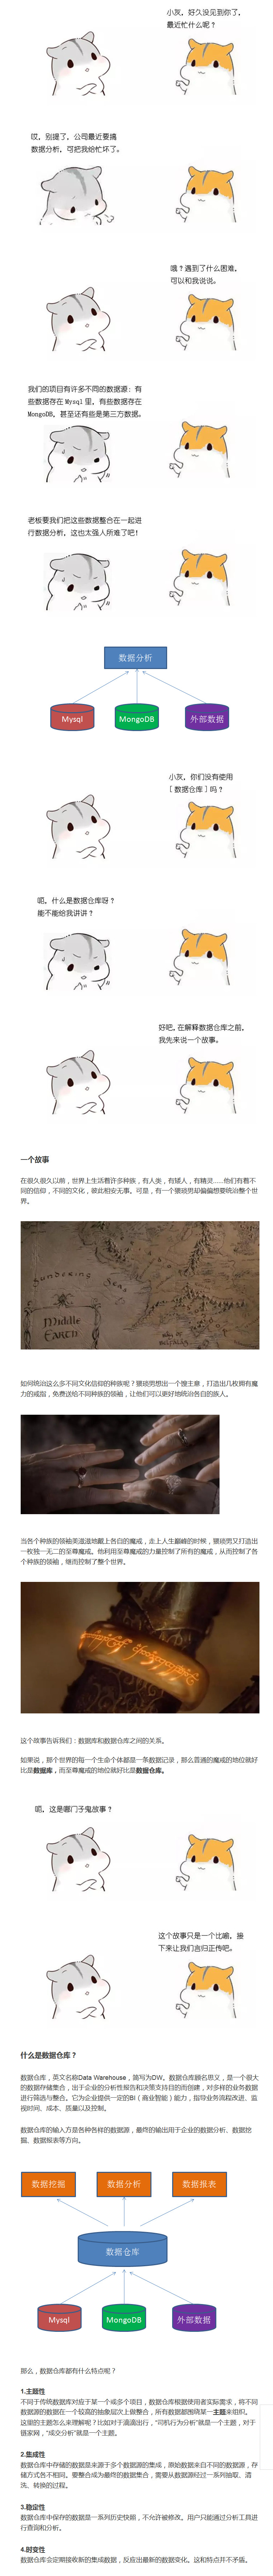 小灰，好久没见到你了，
最近忙什么呢？
哎，别提了，公司最近要搞
数据分析，可把我给忙坏了。
哦？遇到了什么困难，
可以和我说说。
我们的项目有许多不同的数据源：有
些数据存在Mysql里，有些数据存在
MongoDB，甚至还有些是第三方数据。
老板要我们把这些数据整合在一起进
行数据分析，这也太强人所难了吧！
数据分析
Mysql
MongoDB
外部数据
小灰，你们没有使用
［数据仓库］吗？
呃，什么是数据仓库呀？
能不能给我讲讲？
好吧，在解释数据仓库之前，
我先来说一个故事。
一个故事
在很久很久以前，世界上生活着许多种族，有人类，有矮人，有精灵......他们有着不
同的信仰，不同的文化，彼此相安无事。可是，有一个猥琐男却偏偏想要统治整个世
界。
MIDDLE
EARTH
如何统治这么多不同文化信仰的种族呢？猥琐男想出一个馊主意，打造出几枚拥有魔
力的戒指，免费送给不同种族的领袖，让他们可以更好地统治各自的族人。
当各个种族的领袖美滋滋地戴上各自的魔戒，走上人生巅峰的时候，猥琐男又打造出
一枚独一无二的至尊魔戒。他利用至尊魔戒的力量控制了所有的魔戒，从而控制了各
个种族的领袖，继而控制了整个世界。
这个故事告诉我们：数据库和数据仓库之间的关系。
如果说，那个世界的每一个生命个体都是一条数据记录，那么普通的魔戒的地位就好
比是数据库，而至尊魔戒的地位就好比是数据仓库。
呃，这是哪门子鬼故事？
这个故事只是一个比喻，接
下来让我们言归正传吧。
什么是数据仓库？
数据仓库，英文名称Data Warehouse，简写为DW。数据仓库顾名思义，是一个很大
的数据存储集合，出于企业的分析性报告和决策支持目的而创建，对多样的业务数据
进行筛选与整合。它为企业提供一定的BI（商业智能）能力，指导业务流程改进、监
视时间、成本、质量以及控制。
数据仓库的输入方是各种各样的数据源，最终的输出用于企业的数据分析、数据挖
掘、数据报表等方向。
数据挖掘
数据分析
数据报表
数据仓库
Mysql
MongoDB
外部数据
那么，数据仓库都有什么特点呢？
1.主题性
不同于传统数据库对应于某一个或多个项目，数据仓库根据使用者实际需求，将不同
数据源的数据在一个较高的抽象层次上做整合，所有数据都围绕某一主题来组织。
这里的主题怎么来理解呢？比如对于滴滴出行，“司机行为分析”就是一个主题，对于
链家网，“成交分析”就是一个主题。
2.集成性
数据仓库中存储的数据是来源于多个数据源的集成，原始数据来自不同的数据源，存
储方式各不相同。要整合成为最终的数据集合，需要从数据源经过一系列抽取、清
洗、转换的过程。
3.稳定性
数据仓库中保存的数据是一系列历史快照，不允许被修改。用户只能通过分析工具进
行查询和分析。
4.时变性
数据仓库会定期接收新的集成数据，反应出最新的数据变化。这和特点并不矛盾。